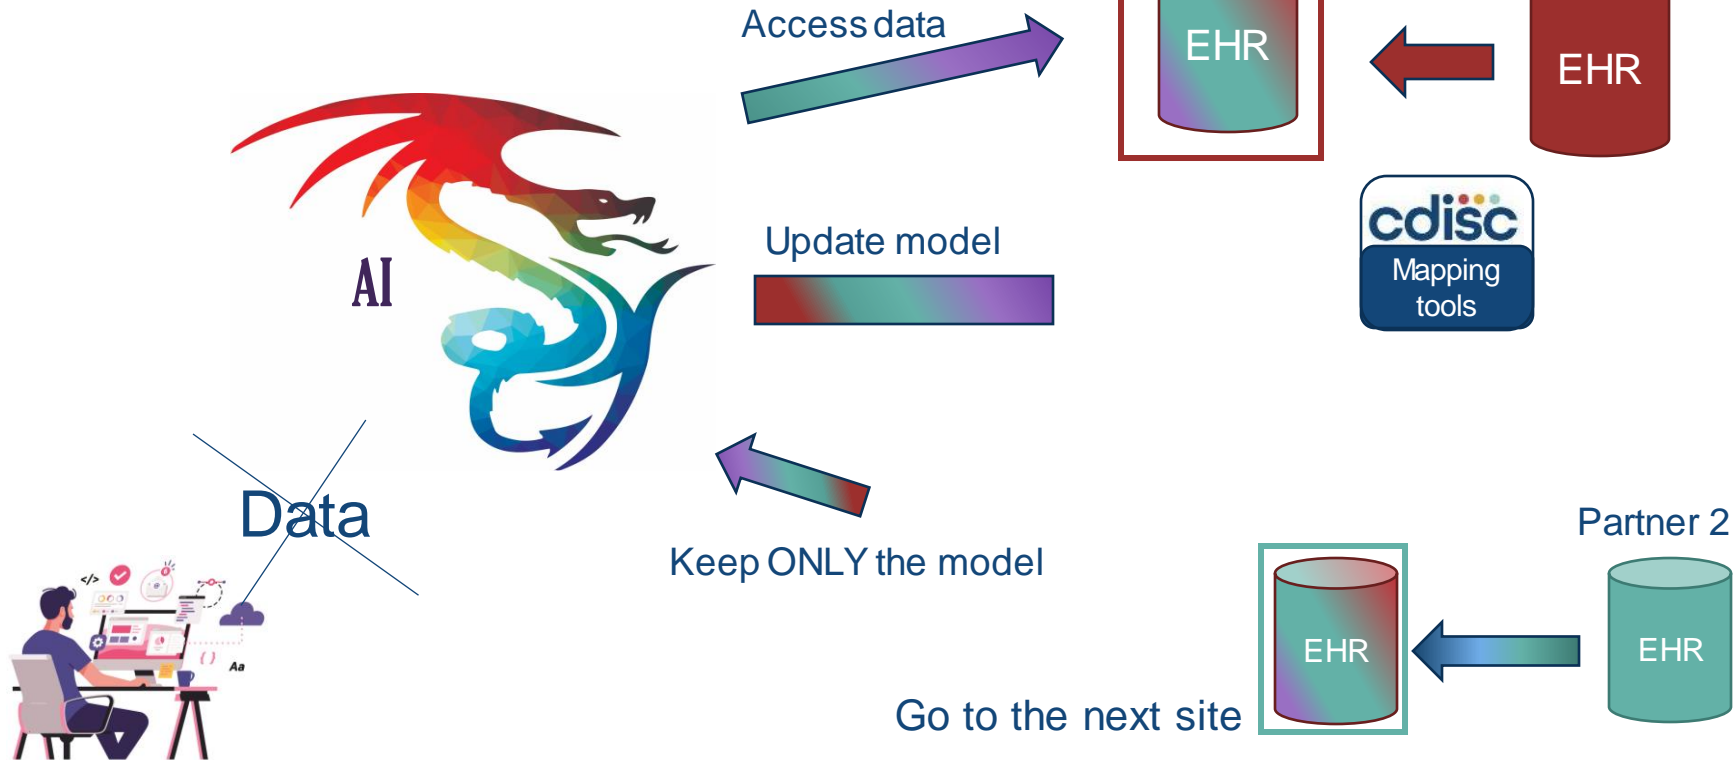 Access data
EHR
EHR
cdisc
Mapping
tools
Update model
AI
Data
Keep ONLY the model
Partner 2
EHR
EHR
Go to the next site
</>
{ }
Aa